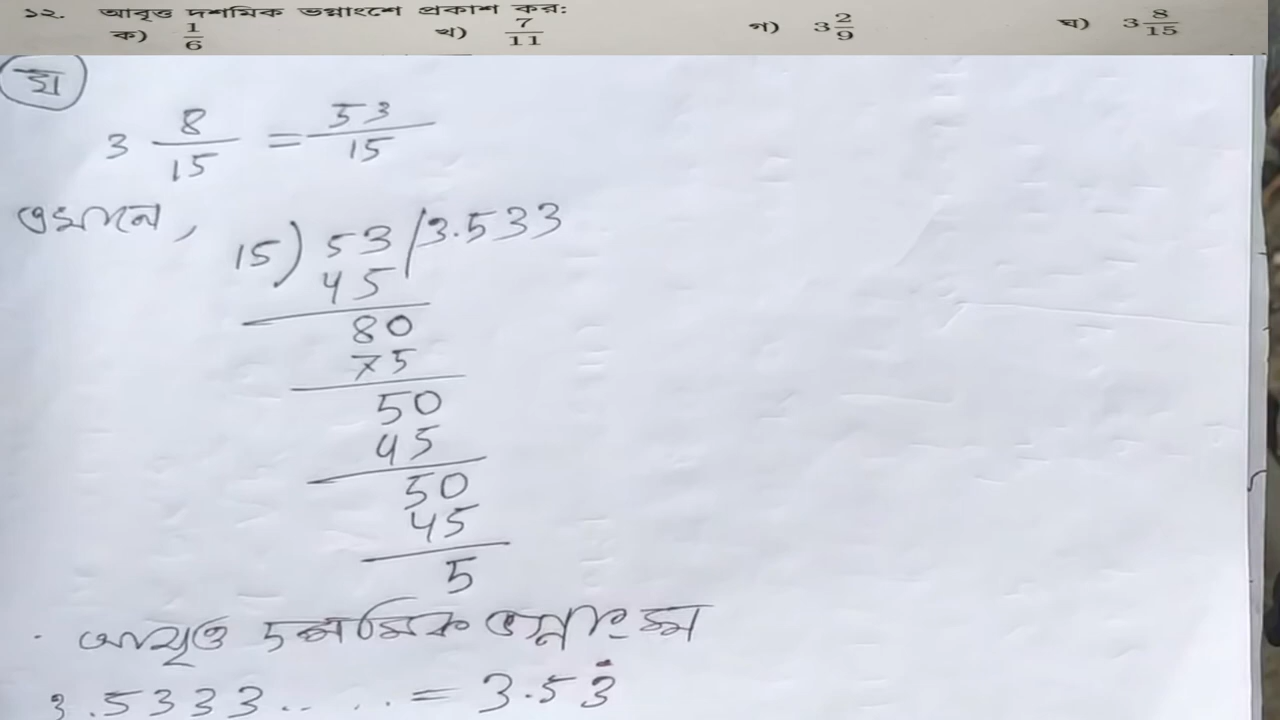 ১২. আবৃত্ত দশমিক ভগ্নাংশে প্রকাশ কর:
ক) 1/6 খ) 7/11 গ) 3 2/9 ঘ) 3 8/15
ঘ
3 8/15 = 53/15
15 ) 53 / 3.533
45
80
75
50
45
50
45
5
আবৃত্ত দশমিক ভগ্নাংশ
3.5333..... = 3.53̇